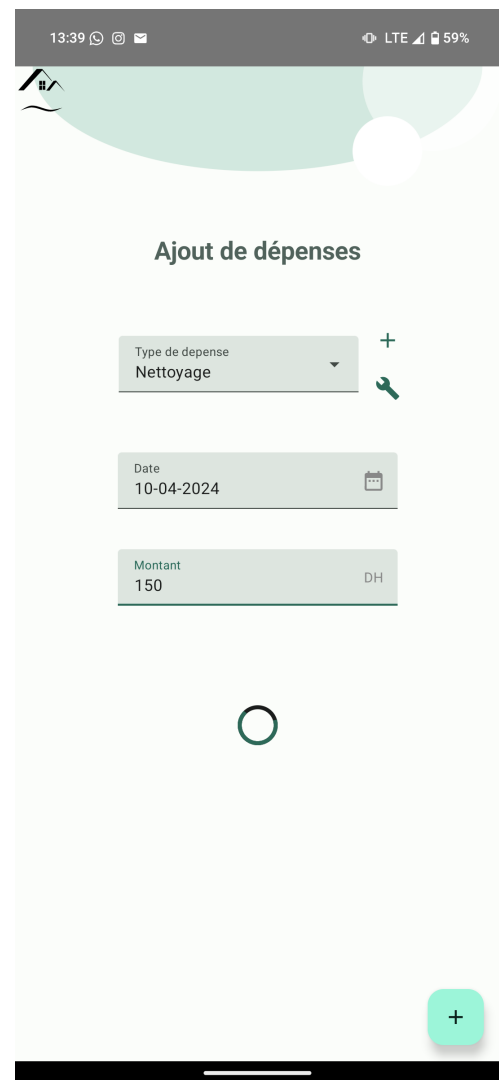 13:39 LTE 59%
Ajout de dépenses
Type de depense
Nettoyage
Date
10-04-2024
Montant
150 DH